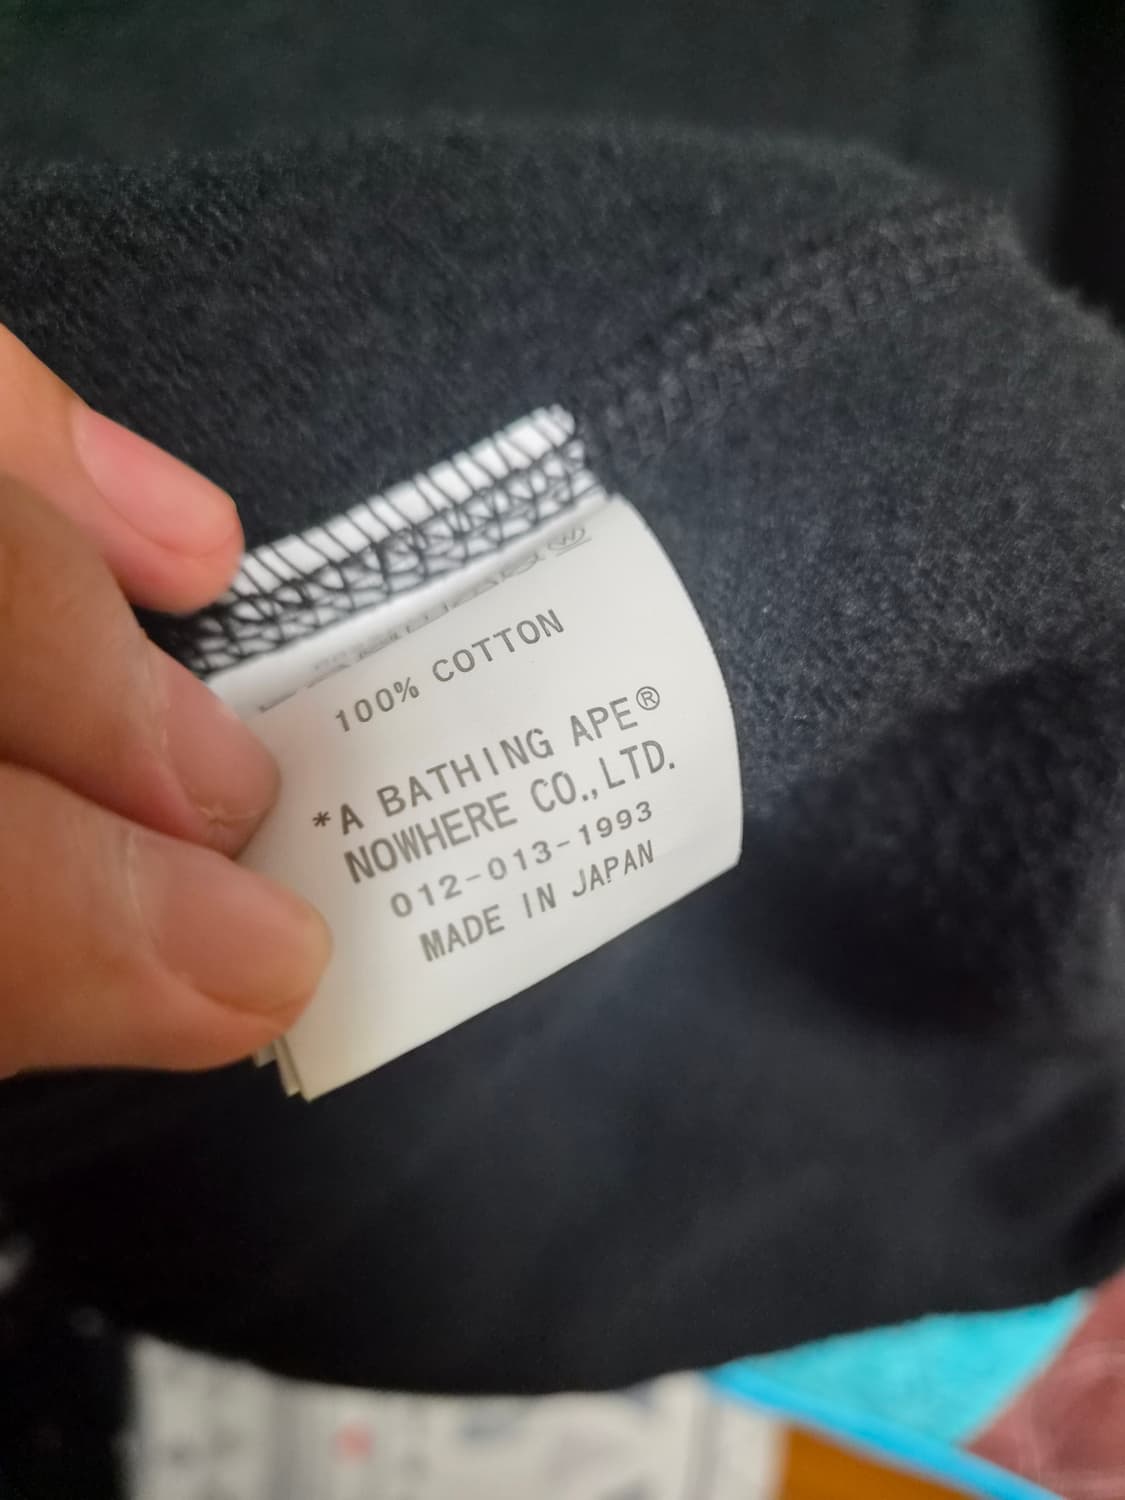 100% COTTON
*A BATHING APE®
NOWHERE CO.,LTD.
012-013-1993
MADE IN JAPAN